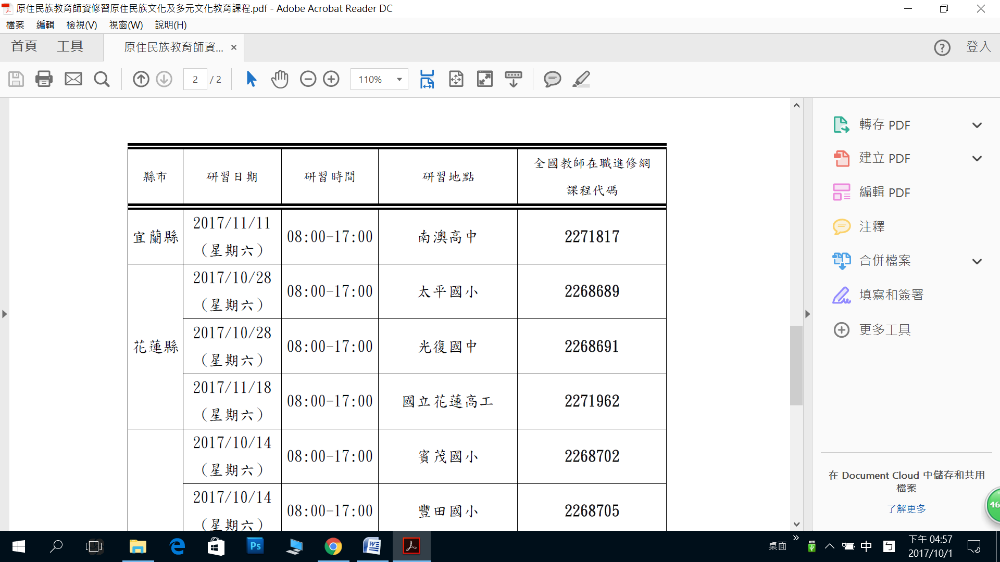 原住民族教育師資修習原住民族文化及多元文化教育課程.pdf - Adobe Acrobat Reader DC
檔案 編輯 檢視(V) 視窗(W) 說明(H)
首頁 工具 原住民族教育師資... × ? 登入
2 / 2 110%
縣市 研習日期 研習時間 研習地點 全國教師在職進修網
課程代碼
宜蘭縣 2017/11/11
(星期六) 08:00-17:00 南澳高中 2271817
花蓮縣 2017/10/28
(星期六) 08:00-17:00 太平國小 2268689
2017/10/28
(星期六) 08:00-17:00 光復國中 2268691
2017/11/18
(星期六) 08:00-17:00 國立花蓮高工 2271962
2017/10/14
(星期六) 08:00-17:00 賓茂國小 2268702
2017/10/14
(星期六) 08:00-17:00 豐田國小 2268705
轉存 PDF
建立 PDF
編輯 PDF
注釋
合併檔案
填寫和簽署
更多工具
在 Document Cloud 中儲存和共用
檔案
了解更多
46
Ps
桌面 » 中 ㄅ 下午 04:57
2017/10/1